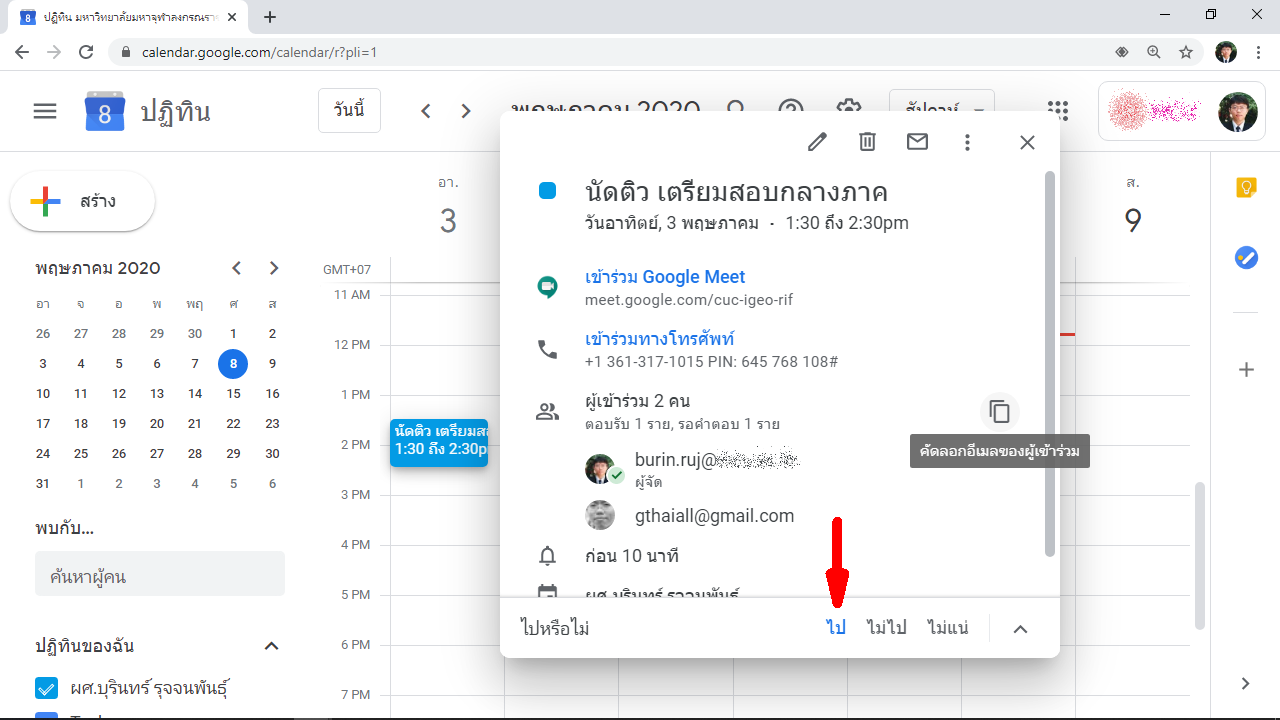 ปฏิทิน มหาวิทยาลัยมหาจุฬาลงกรณรา
calendar.google.com/calendar/r?pli=1
8
ปฏิทิน
วันนี้
พฤษภาคม 2020
สัปดาห์
สร้าง
อา.
3
ส.
9
พฤษภาคม 2020
อา จ อ พ พฤ ศ ส
26 27 28 29 30 1 2
3 4 5 6 7 8 9
10 11 12 13 14 15 16
17 18 19 20 21 22 23
24 25 26 27 28 29 30
31 1 2 3 4 5 6
พบกับ...
ค้นหาผู้คน
ปฏิทินของฉัน
ผศ.บุรินทร์ รุจจนพันธุ์
GMT+07
11 AM
12 PM
1 PM
2 PM
3 PM
4 PM
5 PM
6 PM
7 PM
นัดติว เตรียมสอ
1:30 ถึง 2:30p
นัดติว เตรียมสอบกลางภาค
วันอาทิตย์, 3 พฤษภาคม · 1:30 ถึง 2:30pm
เข้าร่วม Google Meet
meet.google.com/cuc-igeo-rif
เข้าร่วมทางโทรศัพท์
+1 361-317-1015 PIN: 645 768 108#
ผู้เข้าร่วม 2 คน
ตอบรับ 1 ราย, รอคำตอบ 1 ราย
คัดลอกอีเมลของผู้เข้าร่วม
burin.ruj@
ผู้จัด
gthaiall@gmail.com
ก่อน 10 นาที
ผศ.บุรินทร์ รุจจนพันธุ์
ไปหรือไม่
ไป ไม่ไป ไม่แน่